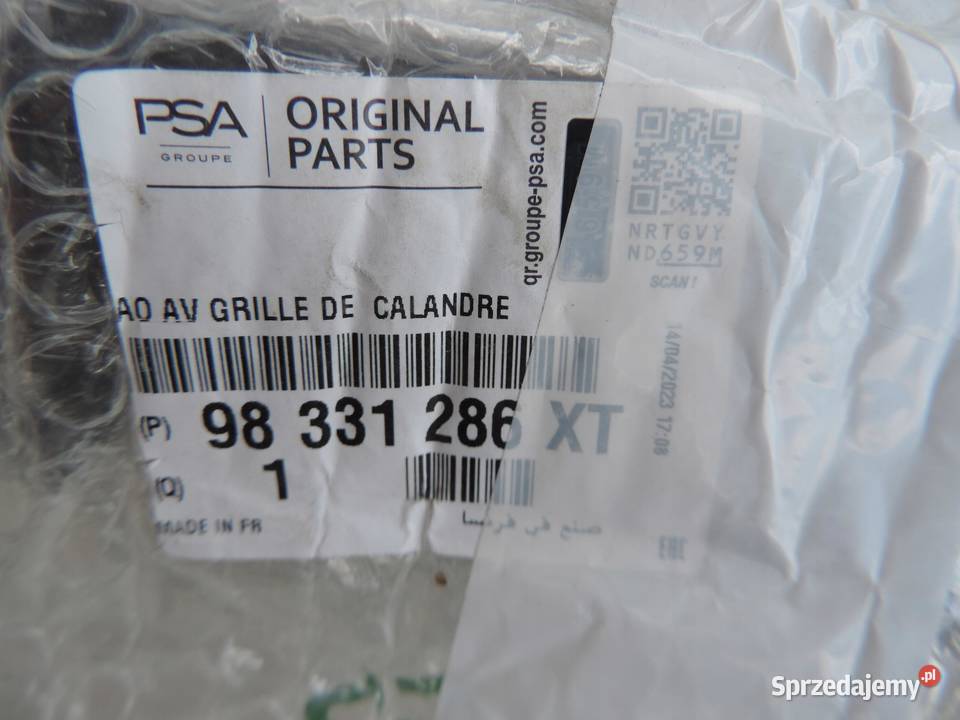 PSA
GROUPE
ORIGINAL
PARTS
qr.groupe-psa.com
NRTGVY
ND659M
SCAN!
AO AV GRILLE DE CALANDRE
14/04/2023 17:08
(P) 98 331 286 XT
(Q) 1
MADE IN FR
صنع في فرنسا
EAC
Sprzedajemy.pl